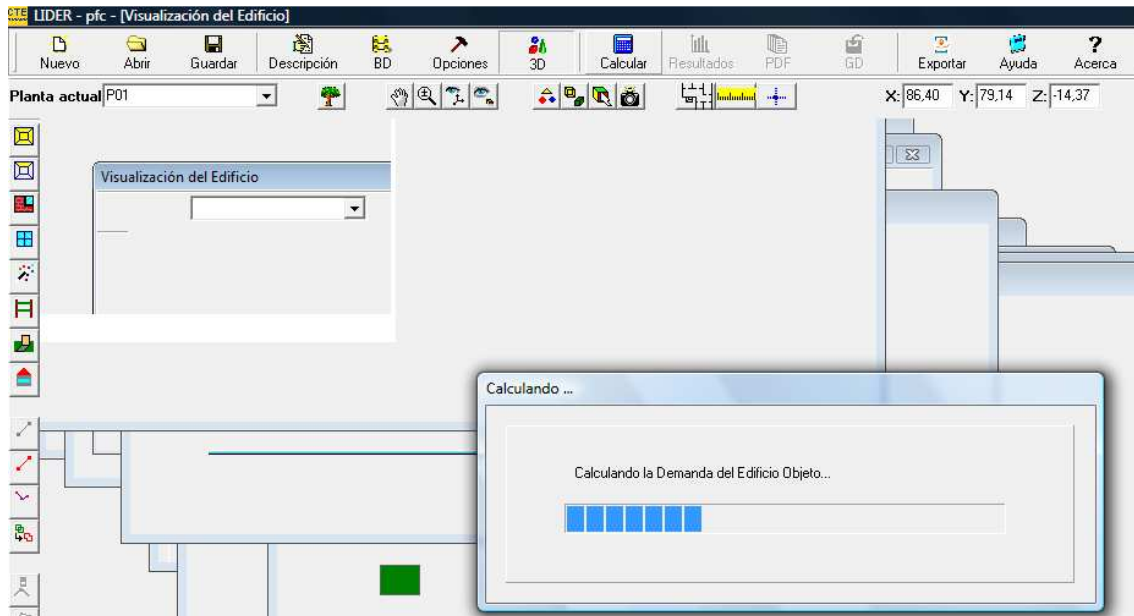 CTE LIDER - pfc - [Visualización del Edificio]
Nuevo Abrir Guardar Descripción BD Opciones 3D Calcular Resultados PDF GD Exportar Ayuda Acerca
Planta actual P01 X: 86,40 Y: 79,14 Z: -14,37
Visualización del Edificio
Calculando ...
Calculando la Demanda del Edificio Objeto...